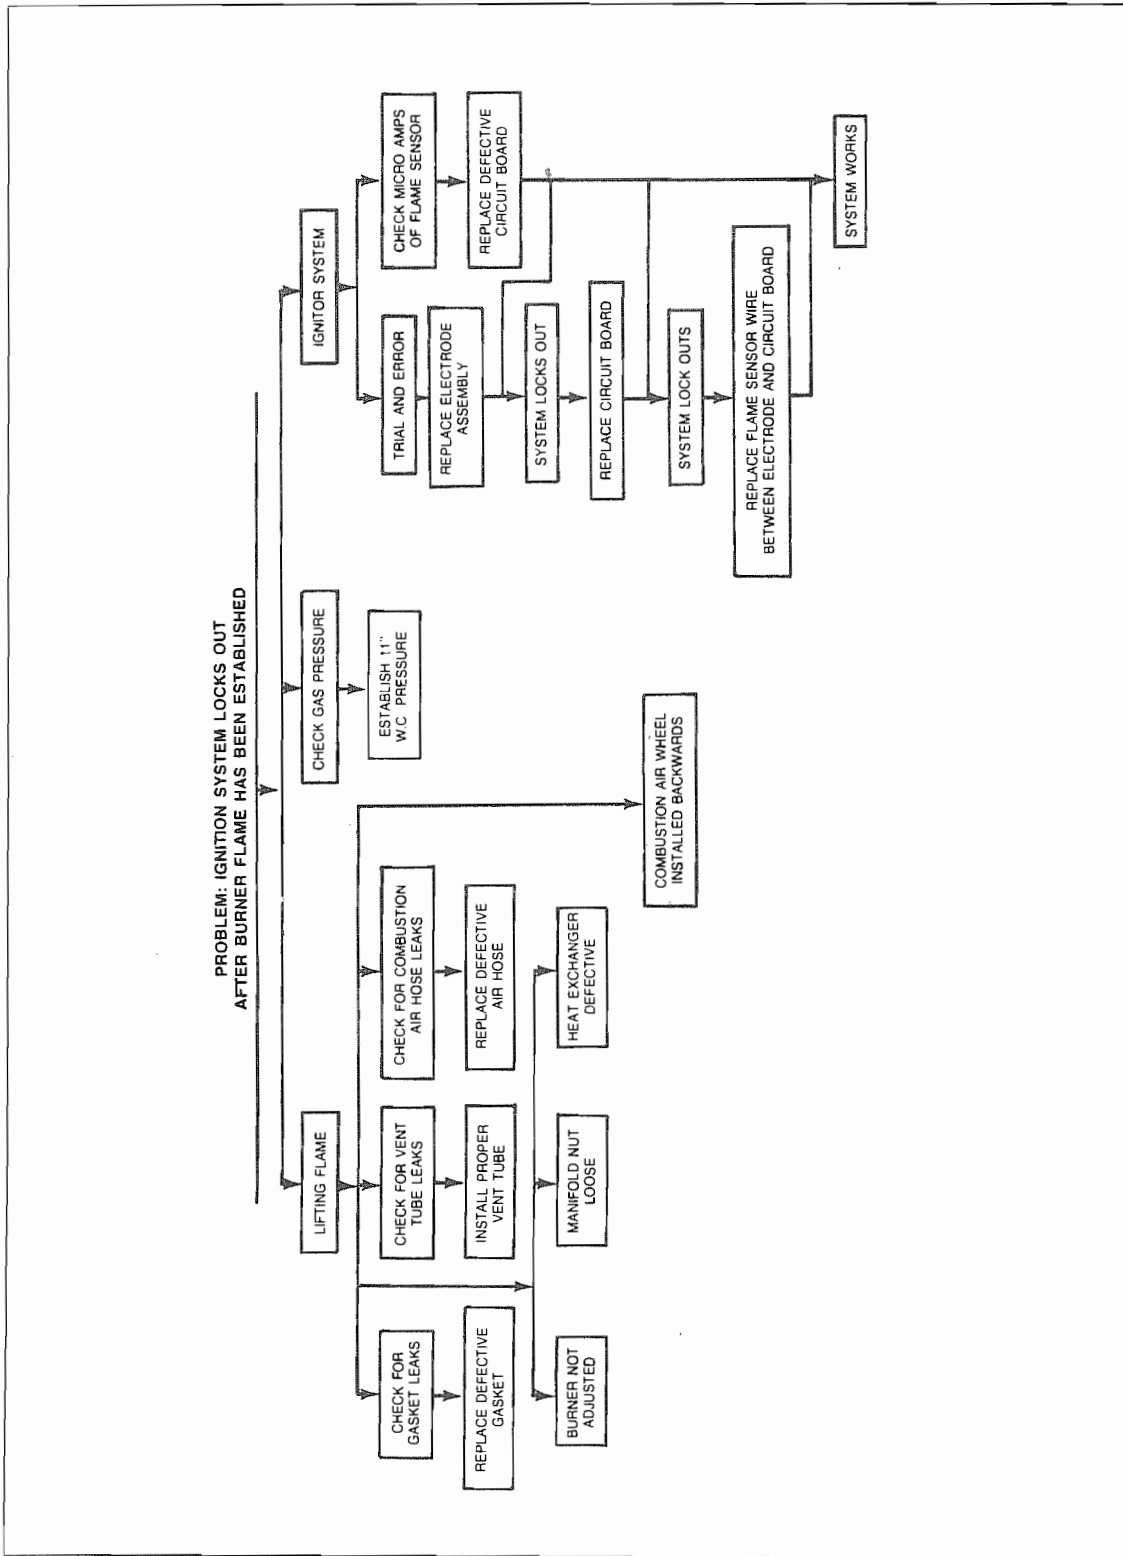 PROBLEM: IGNITION SYSTEM LOCKS OUT
AFTER BURNER FLAME HAS BEEN ESTABLISHED
LIFTING FLAME
CHECK GAS PRESSURE
IGNITOR SYSTEM
ESTABLISH 11"
W.C PRESSURE
CHECK FOR
GASKET LEAKS
CHECK FOR VENT
TUBE LEAKS
CHECK FOR COMBUSTION
AIR HOSE LEAKS
TRIAL AND ERROR
CHECK MICRO AMPS
OF FLAME SENSOR
REPLACE DEFECTIVE
GASKET
INSTALL PROPER
VENT TUBE
REPLACE DEFECTIVE
AIR HOSE
REPLACE ELECTRODE
ASSEMBLY
REPLACE DEFECTIVE
CIRCUIT BOARD
BURNER NOT
ADJUSTED
MANIFOLD NUT
LOOSE
HEAT EXCHANGER
DEFECTIVE
SYSTEM LOCKS OUT
REPLACE CIRCUIT BOARD
COMBUSTION AIR WHEEL
INSTALLED BACKWARDS
SYSTEM LOCK OUTS
REPLACE FLAME SENSOR WIRE
BETWEEN ELECTRODE AND CIRCUIT BOARD
SYSTEM WORKS